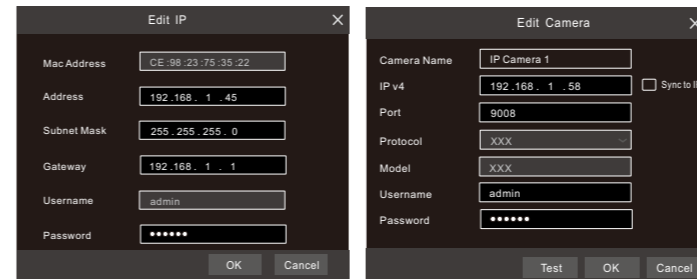 Edit IP X
Mac Address CE:98:23:75:35:22
Address 192.168. 1 .45
Subnet Mask 255.255.255. 0
Gateway 192.168. 1 . 1
Username admin
Password ••••••
OK Cancel
Edit Camera X
Camera Name IP Camera 1
IP v4 192.168. 1 .58 Sync to
Port 9008
Protocol XXX
Model XXX
Username admin
Password ••••••
Test OK Cancel